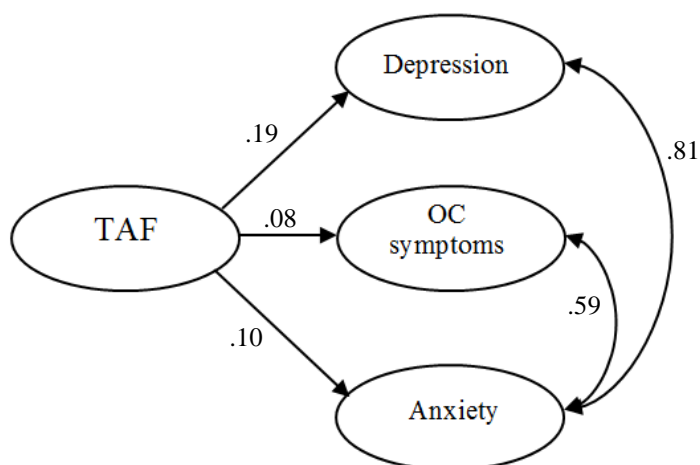 Depression
.19
.81
TAF
.08
OC
symptoms
.59
.10
Anxiety